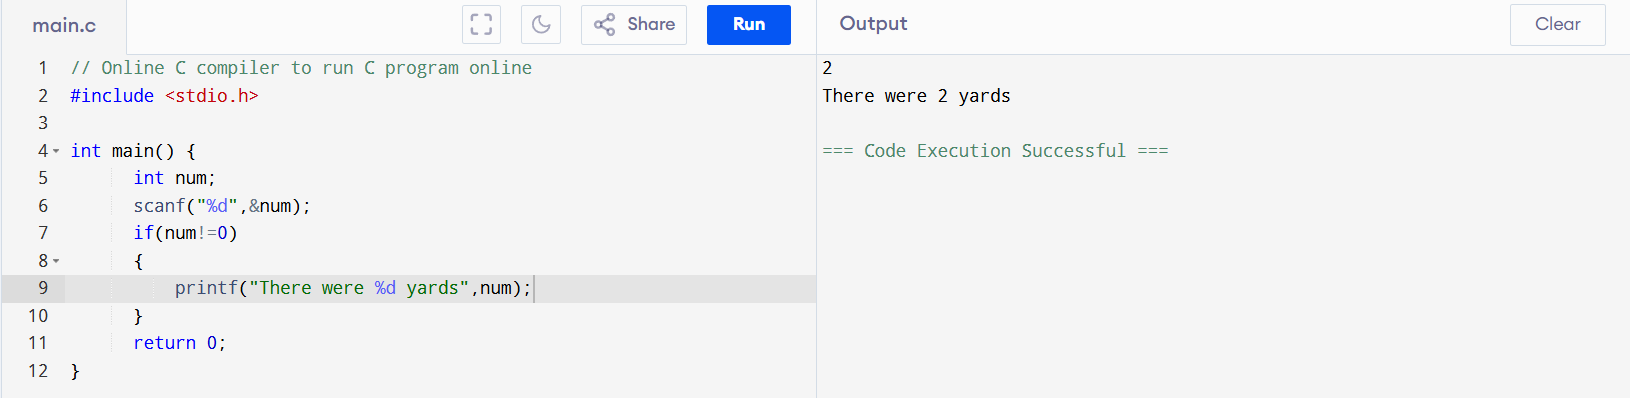 main.c
Share
Run
Output
Clear
1 // Online C compiler to run C program online
2 #include <stdio.h>
3
4 int main() {
5 int num;
6 scanf("%d",&num);
7 if(num!=0)
8 {
9 printf("There were %d yards",num);
10 }
11 return 0;
12 }
2
There were 2 yards
=== Code Execution Successful ===